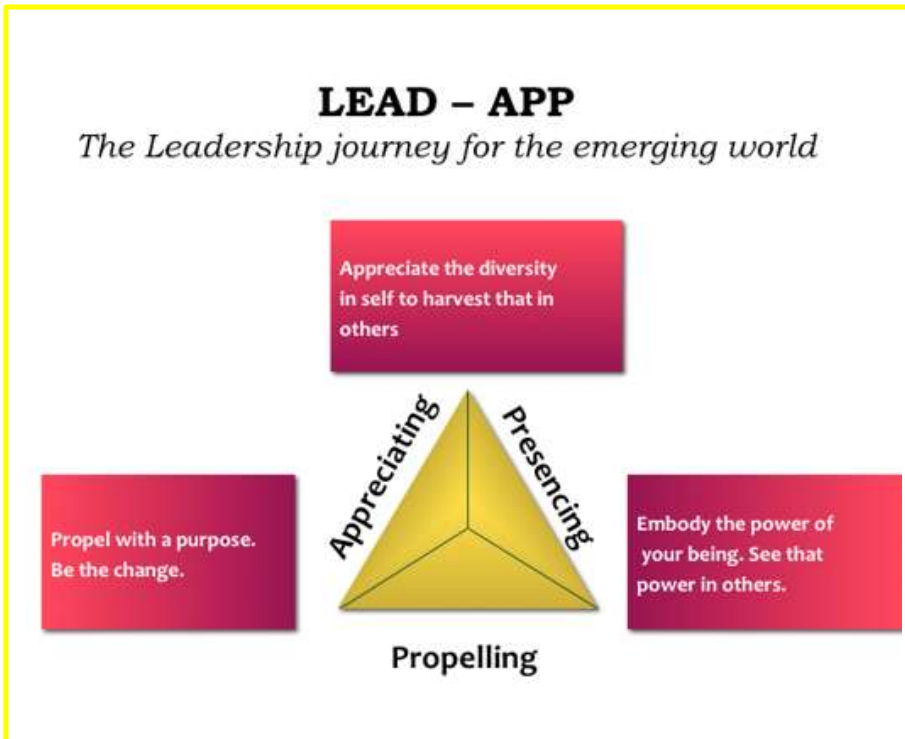 LEAD – APP
The Leadership journey for the emerging world
Appreciate the diversity
in self to harvest that in
others
Appreciating
Presencing
Propel with a purpose.
Be the change.
Embody the power of
your being. See that
power in others.
Propelling